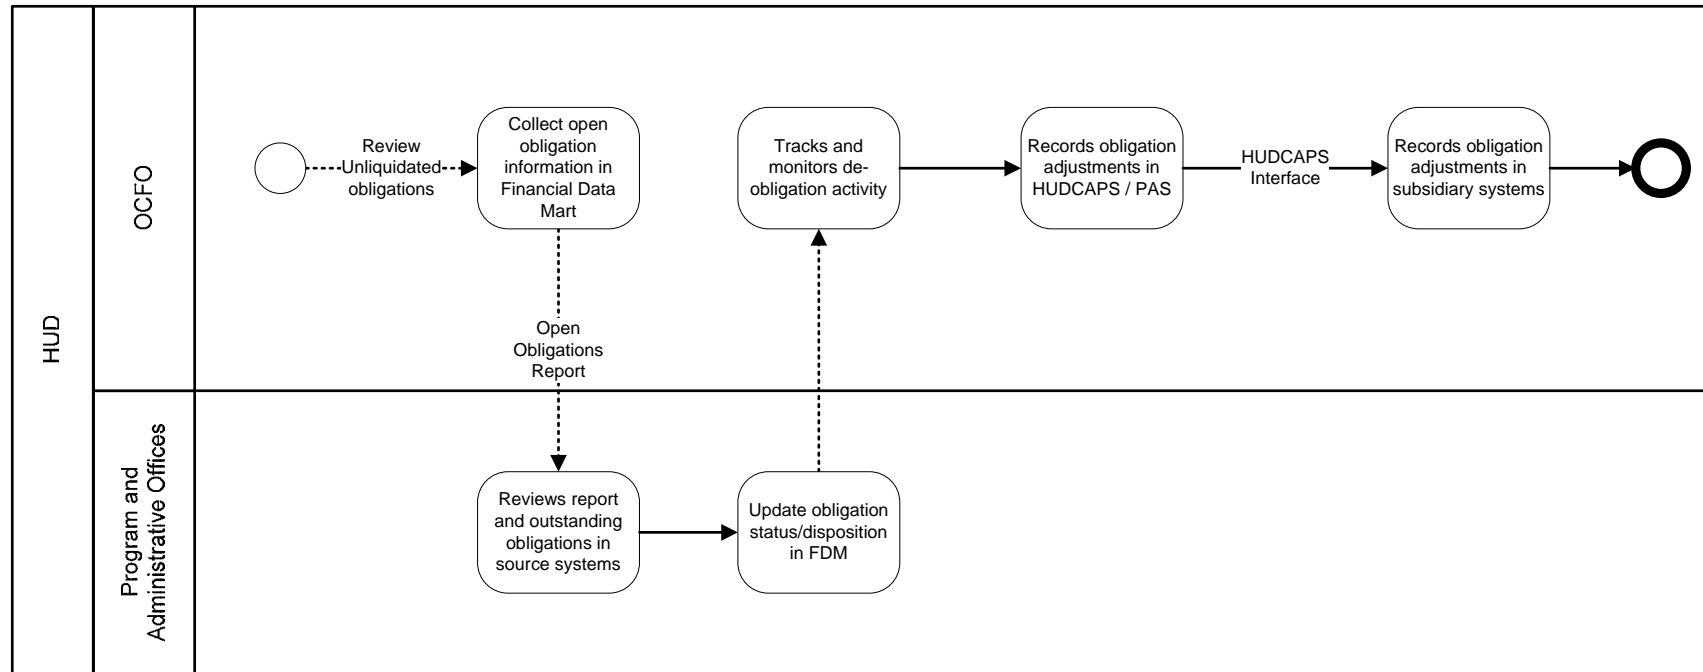 HUD
OCFO
Review
Unliquidated
obligations
Collect open
obligation
information in
Financial Data
Mart
Tracks and
monitors de-
obligation activity
Records obligation
adjustments in
HUDCAPS / PAS
HUDCAPS
Interface
Records obligation
adjustments in
subsidiary systems
Open
Obligations
Report
Program and
Administrative Offices
Reviews report
and outstanding
obligations in
source systems
Update obligation
status/disposition
in FDM